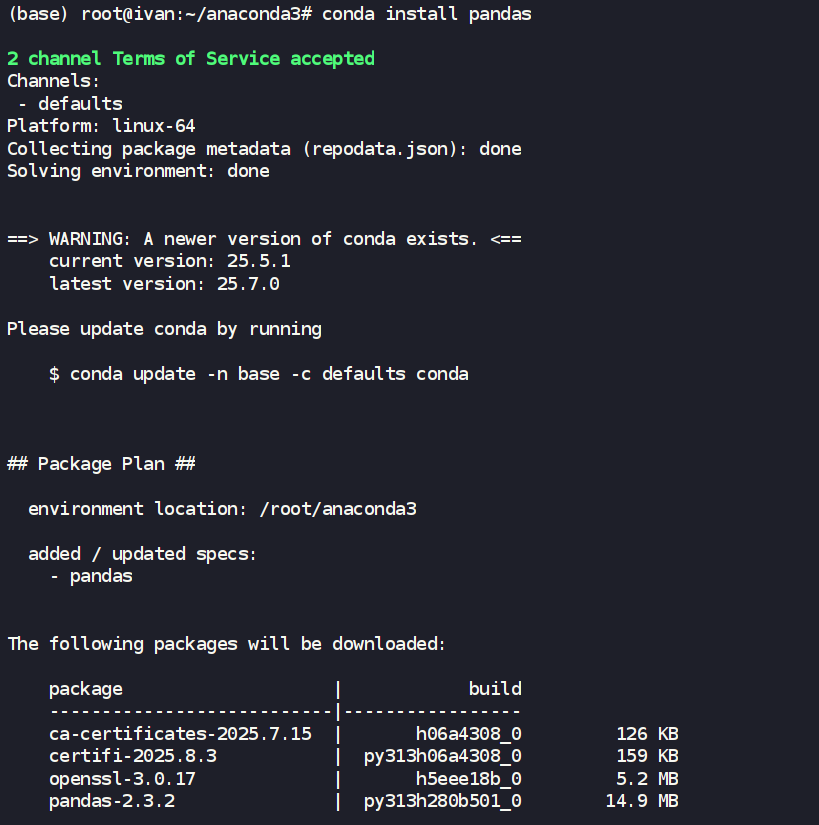 (base) root@ivan:~/anaconda3# conda install pandas
2 channel Terms of Service accepted
Channels:
 - defaults
Platform: linux-64
Collecting package metadata (repodata.json): done
Solving environment: done
==> WARNING: A newer version of conda exists. <==
    current version: 25.5.1
    latest version: 25.7.0
Please update conda by running
    $ conda update -n base -c defaults conda
## Package Plan ##
  environment location: /root/anaconda3
  added / updated specs:
    - pandas
The following packages will be downloaded:
    package                    |            build
    ---------------------------|-----------------
    ca-certificates-2025.7.15  |       h06a4308_0         126 KB
    certifi-2025.8.3           |  py313h06a4308_0         159 KB
    openssl-3.0.17             |       h5eee18b_0         5.2 MB
    pandas-2.3.2               |  py313h280b501_0        14.9 MB